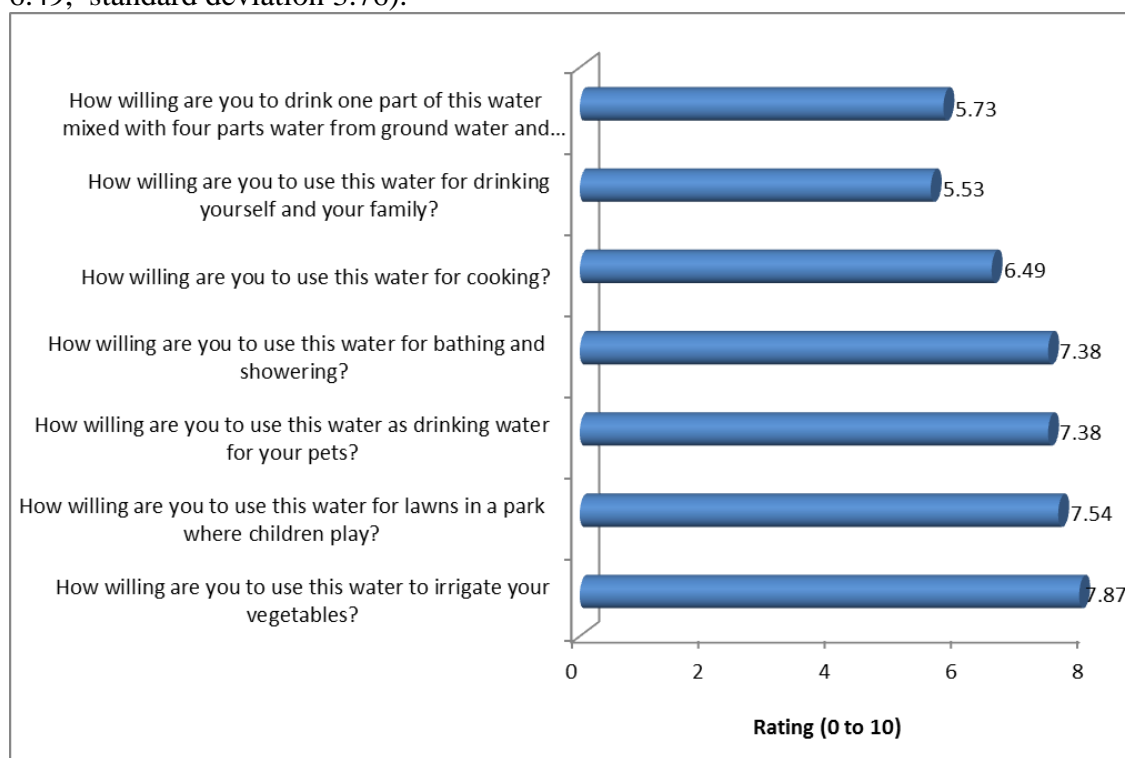 6.49, standard deviation 3.76).
How willing are you to drink one part of this water
mixed with four parts water from ground water and...
5.73
How willing are you to use this water for drinking
yourself and your family?
5.53
How willing are you to use this water for cooking?
6.49
How willing are you to use this water for bathing and
showering?
7.38
How willing are you to use this water as drinking water
for your pets?
7.38
How willing are you to use this water for lawns in a park
where children play?
7.54
How willing are you to use this water to irrigate your
vegetables?
7.87
0 2 4 6 8
Rating (0 to 10)